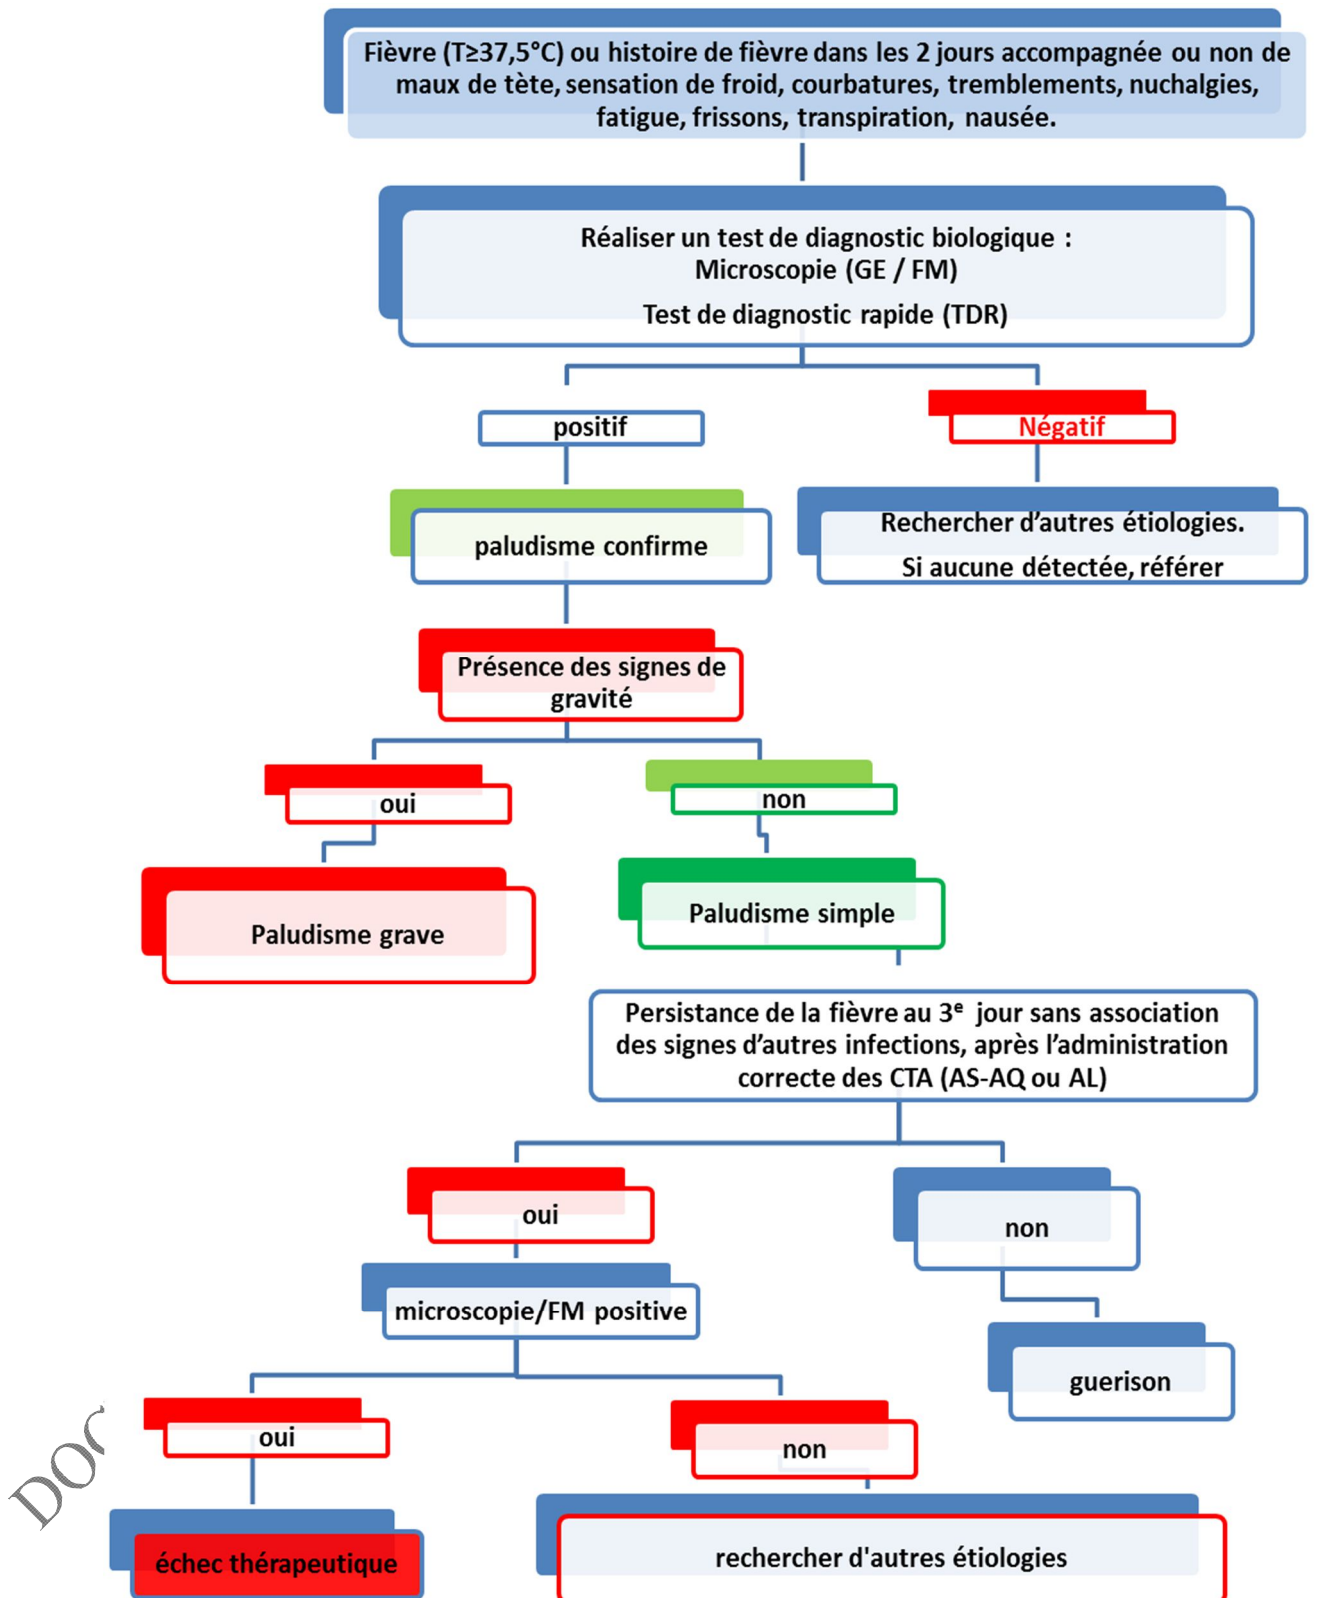 Fièvre (T≥37,5°C) ou histoire de fièvre dans les 2 jours accompagnée ou non de
maux de tète, sensation de froid, courbatures, tremblements, nuchalgies,
fatigue, frissons, transpiration, nausée.
Réaliser un test de diagnostic biologique :
Microscopie (GE / FM)
Test de diagnostic rapide (TDR)
positif
Négatif
paludisme confirme
Rechercher d’autres étiologies.
Si aucune détectée, référer
Présence des signes de
gravité
oui
non
Paludisme grave
Paludisme simple
Persistance de la fièvre au 3ᵉ jour sans association
des signes d’autres infections, après l’administration
correcte des CTA (AS-AQ ou AL)
oui
non
microscopie/FM positive
guerison
oui
non
DOC
échec thérapeutique
rechercher d'autres étiologies